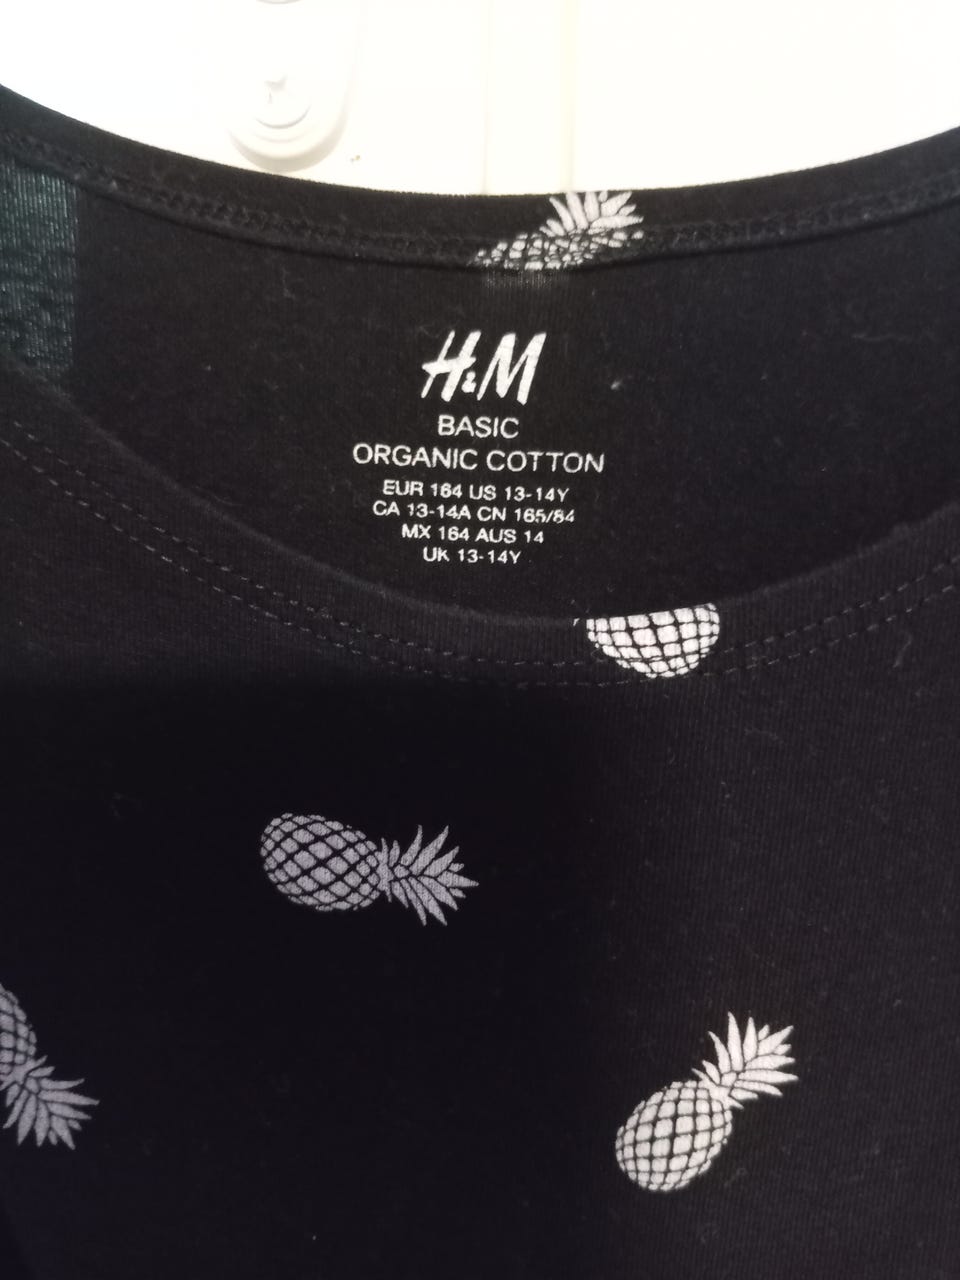 H&M
BASIC
ORGANIC COTTON
EUR 164 US 13-14Y
CA 13-14A CN 165/84
MX 164 AUS 14
UK 13-14Y